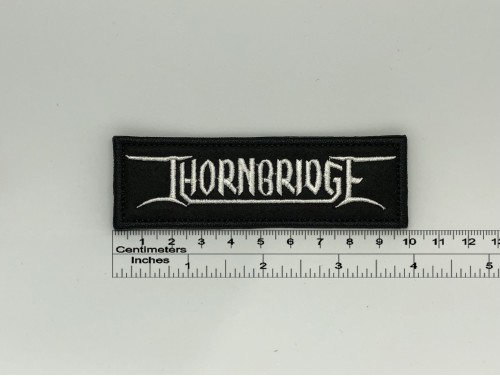 THORNBRIDGE
1 2 3 4 5 6 7 8 9 10 11 12
Centimeters
Inches
1 2 3 4 5